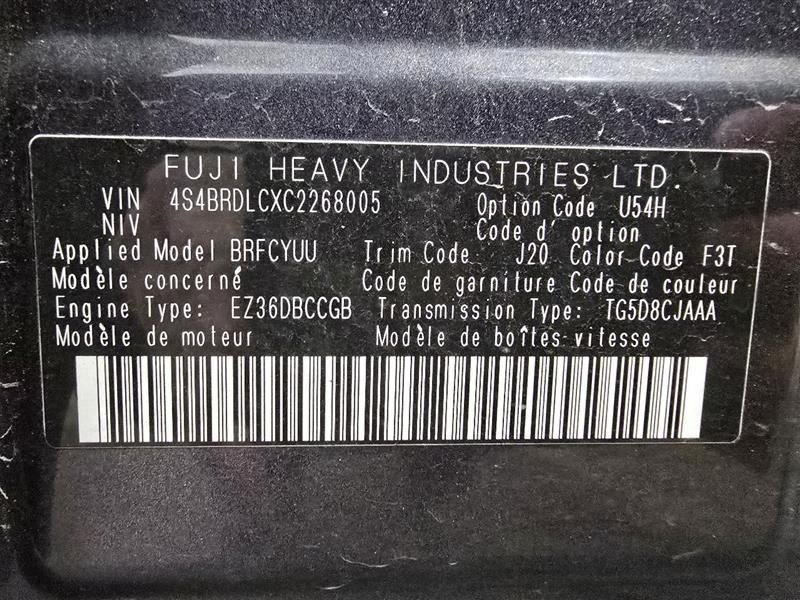 FUJI HEAVY INDUSTRIES LTD.
VIN 4S4BRDLCXC2268005 Option Code U54H
NIV Code d' option
Applied Model BRFCYUU Trim Code J20 Color Code F3T
Modèle concerné Code de garniture Code de couleur
Engine Type: EZ36DBCCGB Transmission Type: TG5D8CJAAA
Modèle de moteur Modèle de boîtes-vitesse